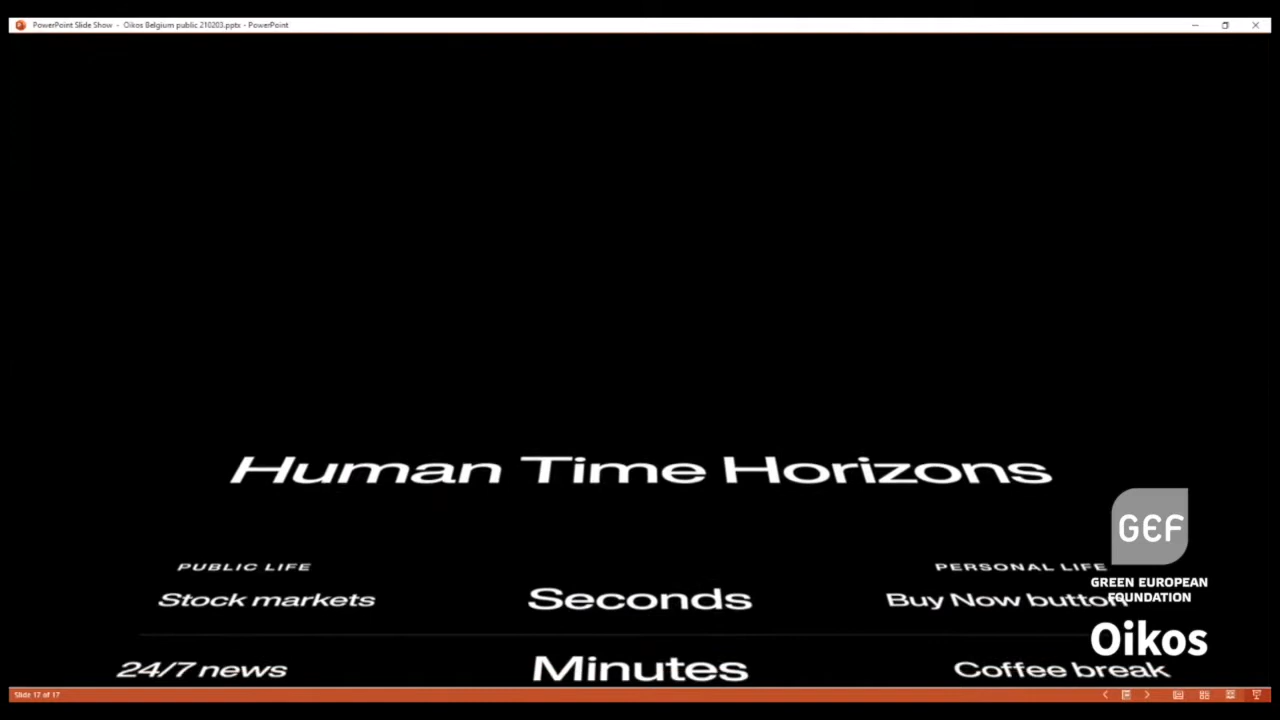 PowerPoint Slide Show - Oikos Belgium public 210203.pptx - PowerPoint
Human Time Horizons
PUBLIC LIFE PERSONAL LIFE
Stock markets Seconds Buy Now button
24/7 news Minutes Coffee break
GEF
GREEN EUROPEAN
FOUNDATION
Oikos
Slide 17 of 17